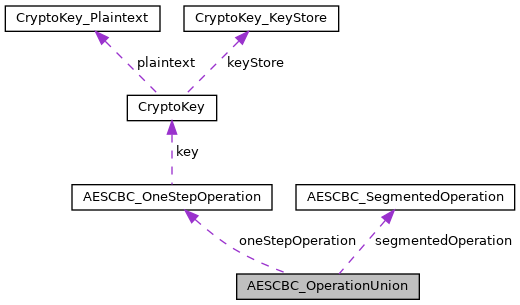 CryptoKey_Plaintext CryptoKey_KeyStore
plaintext keyStore
CryptoKey
key
AESCBC_OneStepOperation AESCBC_SegmentedOperation
oneStepOperation segmentedOperation
AESCBC_OperationUnion